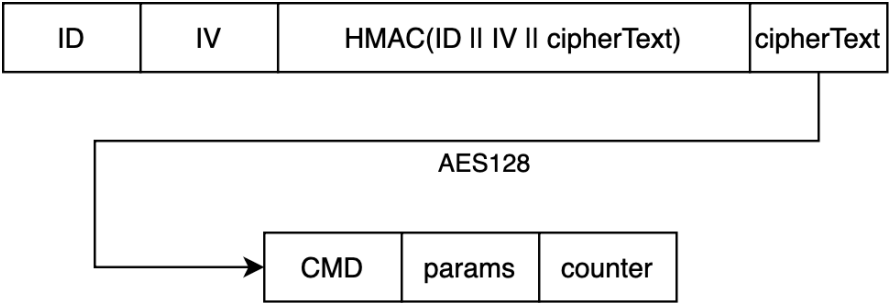 ID IV HMAC(ID || IV || cipherText) cipherText
AES128
CMD params counter